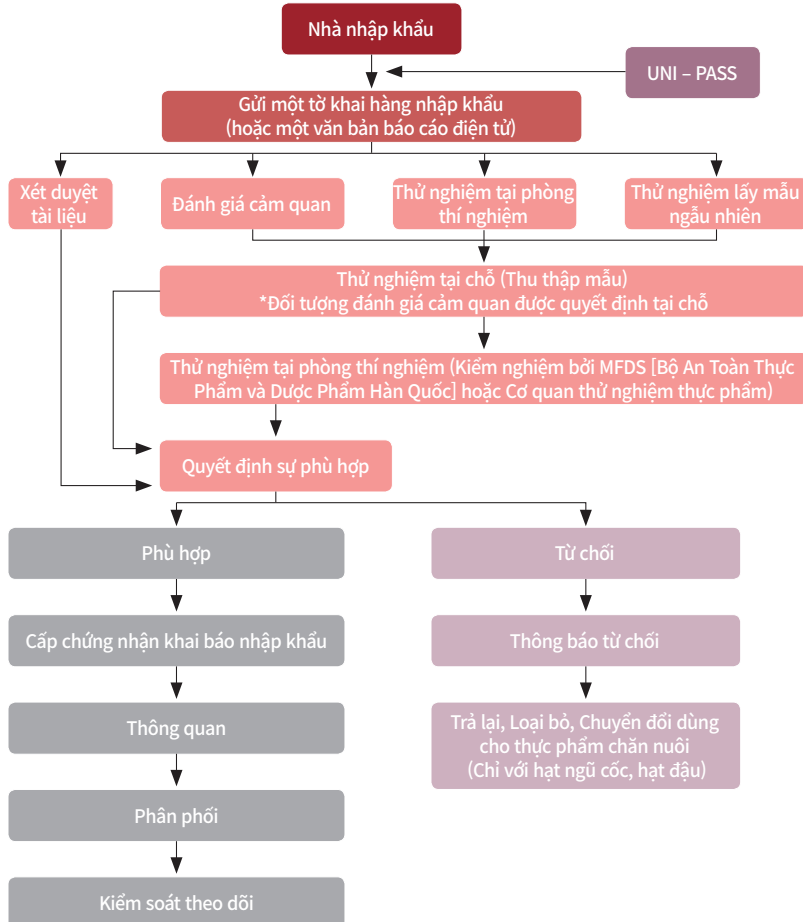 Nhà nhập khẩu
UNI – PASS
Gửi một tờ khai hàng nhập khẩu
(hoặc một văn bản báo cáo điện tử)
Xét duyệt
tài liệu
Đánh giá cảm quan
Thử nghiệm tại phòng
thí nghiệm
Thử nghiệm lấy mẫu
ngẫu nhiên
Thử nghiệm tại chỗ (Thu thập mẫu)
*Đối tượng đánh giá cảm quan được quyết định tại chỗ
Thử nghiệm tại phòng thí nghiệm (Kiểm nghiệm bởi MFDS [Bộ An Toàn Thực
Phẩm và Dược Phẩm Hàn Quốc] hoặc Cơ quan thử nghiệm thực phẩm)
Quyết định sự phù hợp
Phù hợp
Từ chối
Cấp chứng nhận khai báo nhập khẩu
Thông báo từ chối
Thông quan
Trả lại, Loại bỏ, Chuyển đổi dùng
cho thực phẩm chăn nuôi
(Chỉ với hạt ngũ cốc, hạt đậu)
Phân phối
Kiểm soát theo dõi